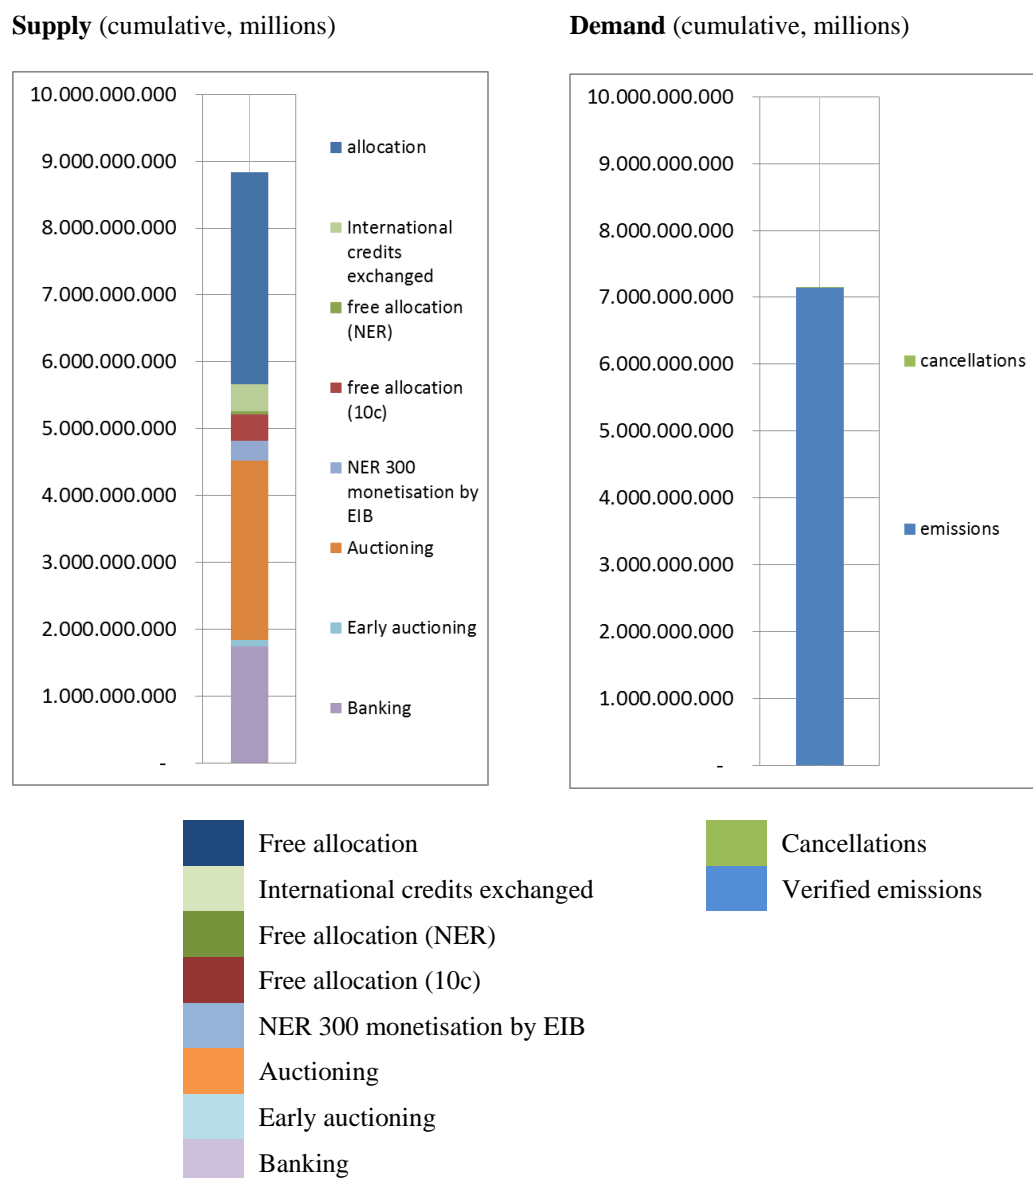 Supply (cumulative, millions)
10.000.000.000
9.000.000.000
8.000.000.000
7.000.000.000
6.000.000.000
5.000.000.000
4.000.000.000
3.000.000.000
2.000.000.000
1.000.000.000
-
allocation
International
credits
exchanged
free allocation
(NER)
free allocation
(10c)
NER 300
monetisation by
EIB
Auctioning
Early auctioning
Banking
Demand (cumulative, millions)
10.000.000.000
9.000.000.000
8.000.000.000
7.000.000.000
6.000.000.000
5.000.000.000
4.000.000.000
3.000.000.000
2.000.000.000
1.000.000.000
-
cancellations
emissions
Free allocation
International credits exchanged
Free allocation (NER)
Free allocation (10c)
NER 300 monetisation by EIB
Auctioning
Early auctioning
Banking
Cancellations
Verified emissions